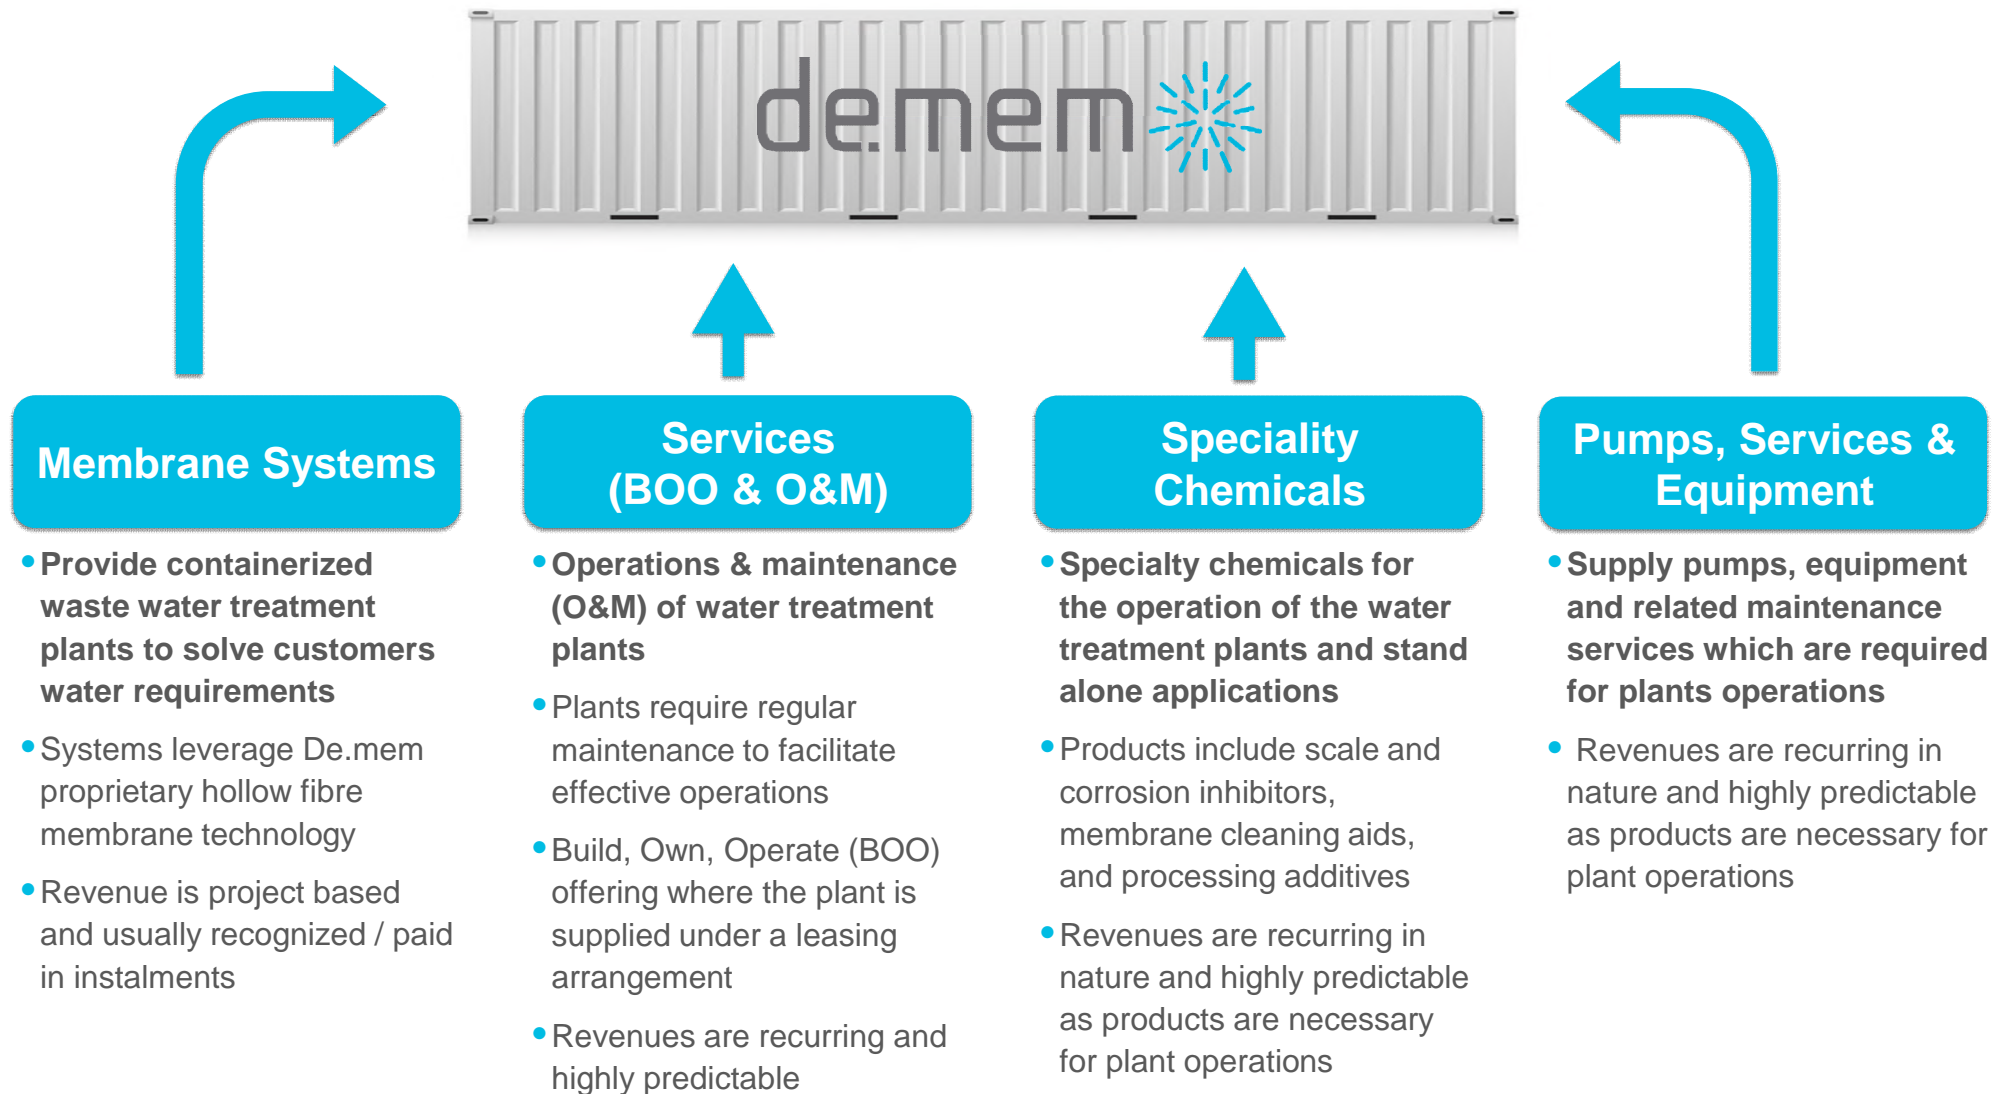 de.mem
Membrane Systems
• Provide containerized
waste water treatment
plants to solve customers
water requirements
• Systems leverage De.mem
proprietary hollow fibre
membrane technology
• Revenue is project based
and usually recognized / paid
in instalments
Services
(BOO & O&M)
• Operations & maintenance
(O&M) of water treatment
plants
• Plants require regular
maintenance to facilitate
effective operations
• Build, Own, Operate (BOO)
offering where the plant is
supplied under a leasing
arrangement
• Revenues are recurring and
highly predictable
Speciality
Chemicals
• Specialty chemicals for
the operation of the water
treatment plants and stand
alone applications
• Products include scale and
corrosion inhibitors,
membrane cleaning aids,
and processing additives
• Revenues are recurring in
nature and highly predictable
as products are necessary
for plant operations
Pumps, Services &
Equipment
• Supply pumps, equipment
and related maintenance
services which are required
for plants operations
• Revenues are recurring in
nature and highly predictable
as products are necessary for
plant operations